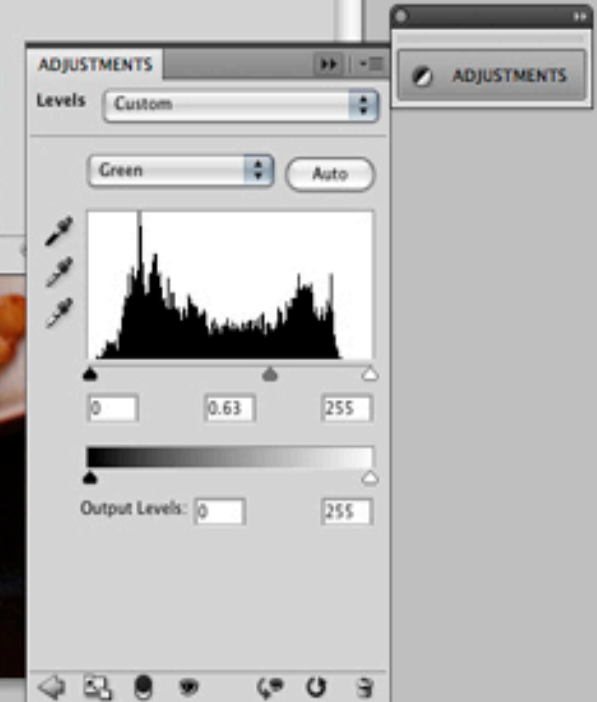 ADJUSTMENTS
ADJUSTMENTS
Levels Custom
Green Auto
0 0.63 255
Output Levels: 0 255